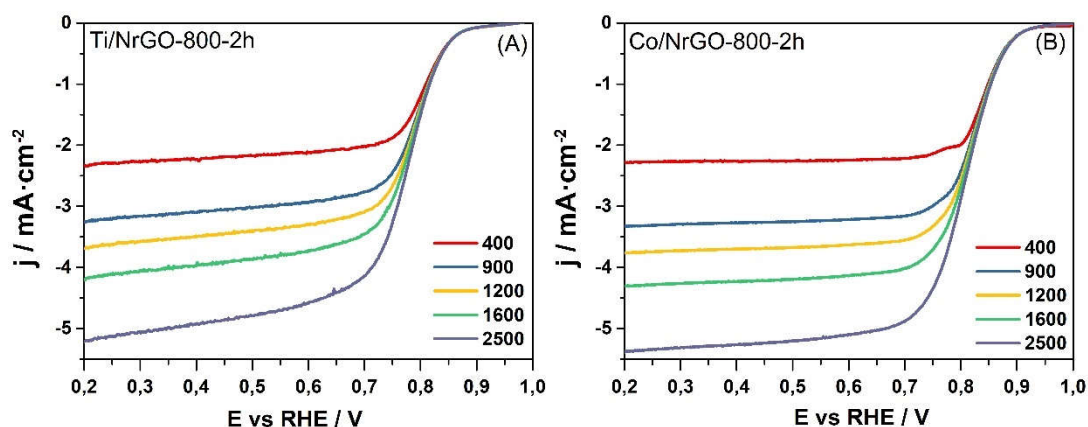 Ti/NrGO-800-2h
(A)
0
-1
-2
-3
-4
-5
j / mA·cm⁻²
400
900
1200
1600
2500
0,2 0,3 0,4 0,5 0,6 0,7 0,8 0,9 1,0
E vs RHE / V
Co/NrGO-800-2h
(B)
0
-1
-2
-3
-4
-5
j / mA·cm⁻²
400
900
1200
1600
2500
0,2 0,3 0,4 0,5 0,6 0,7 0,8 0,9 1,0
E vs RHE / V